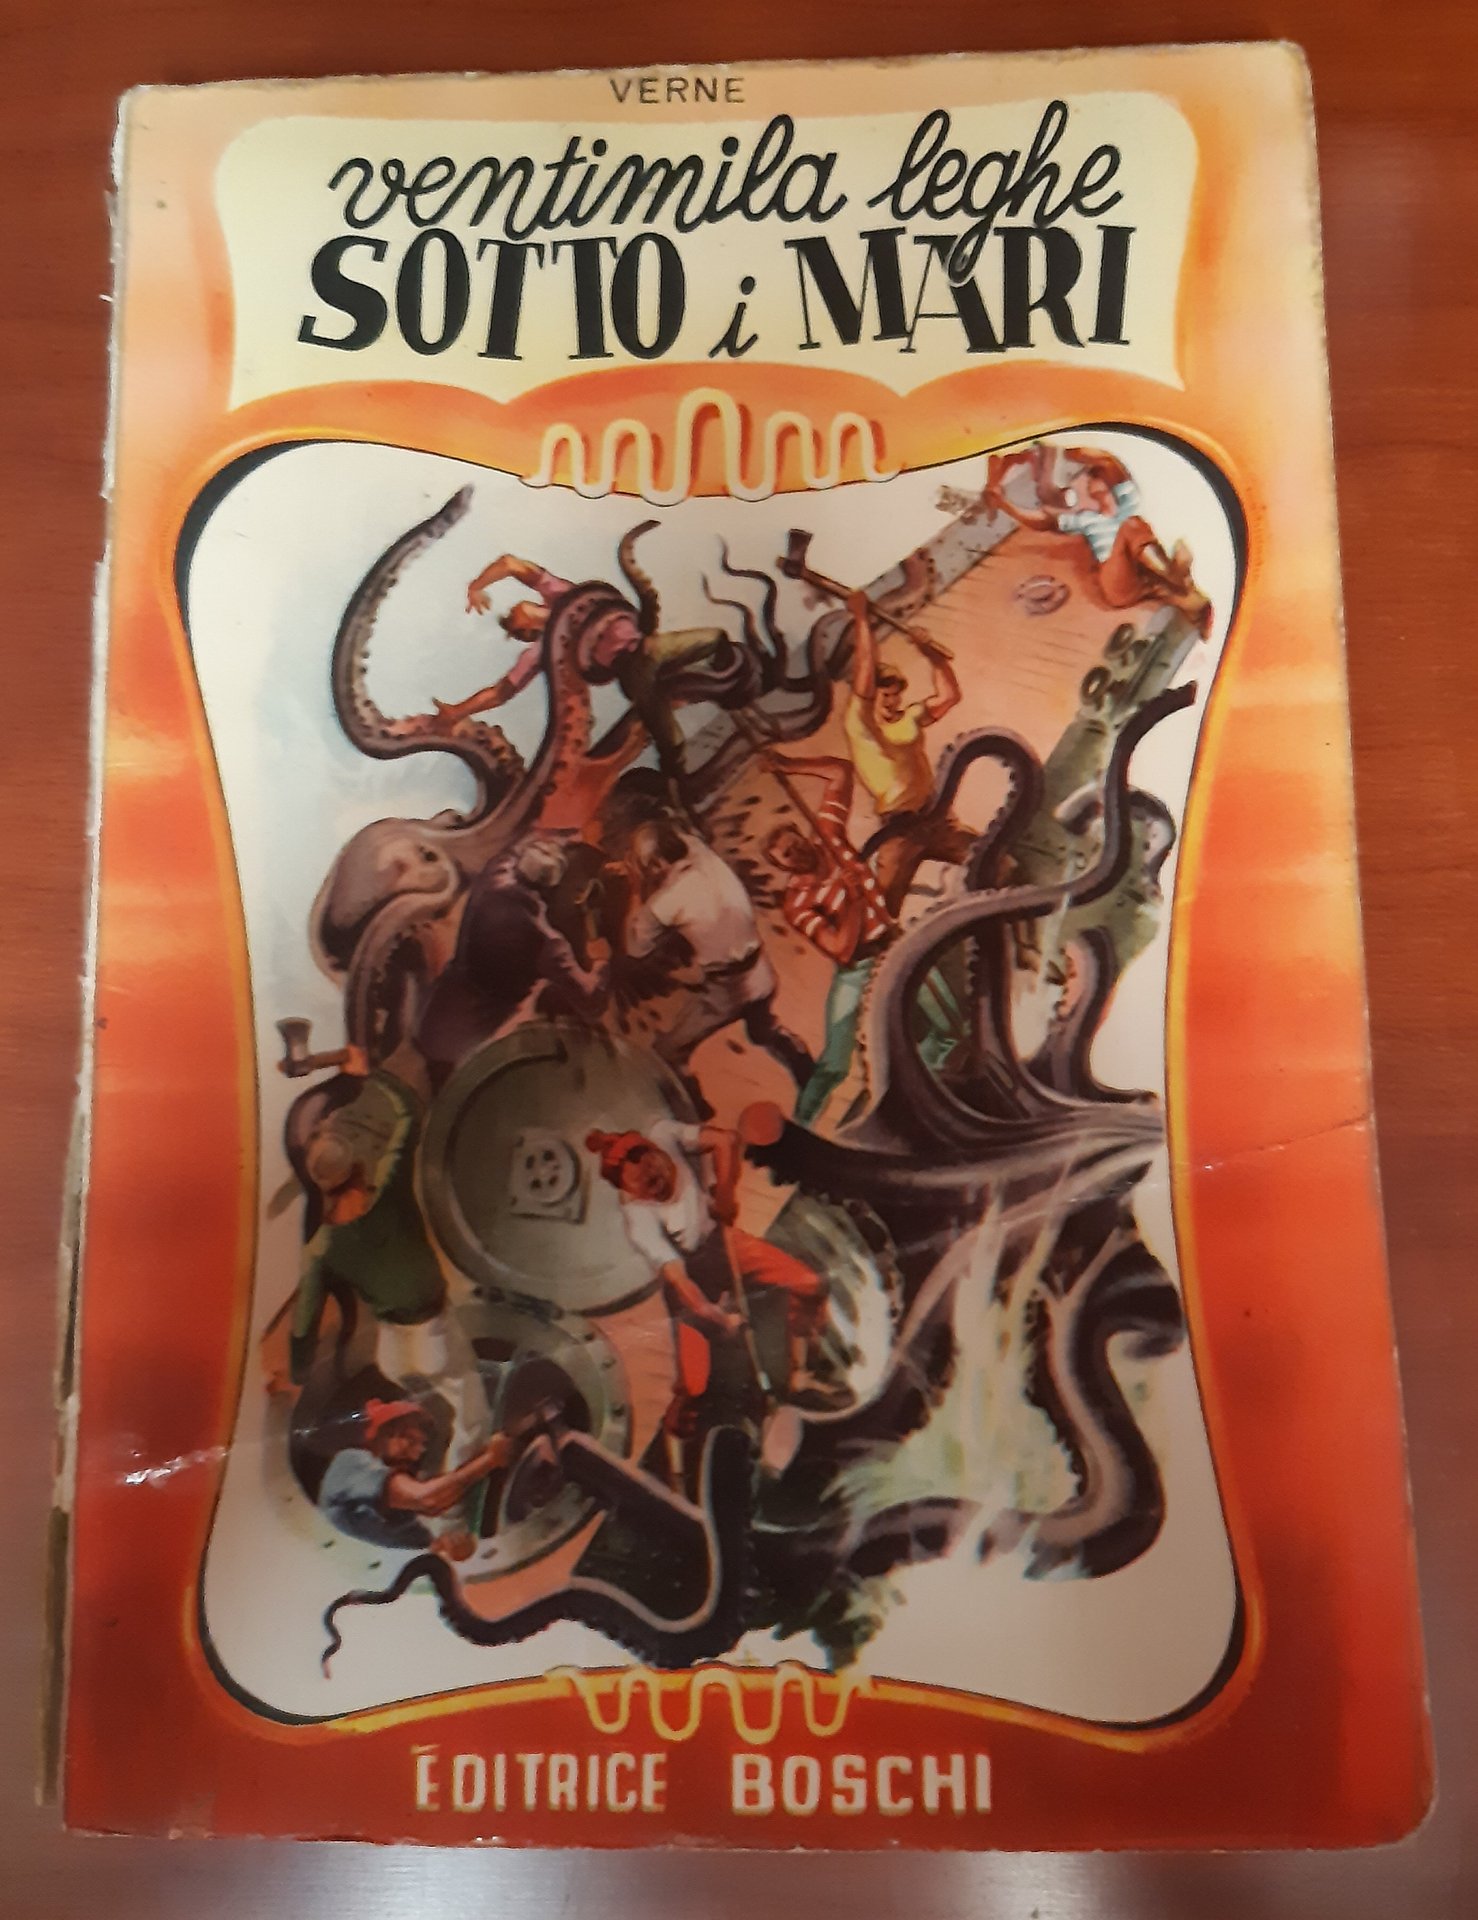 VERNE
ventimila leghe
SOTTO i MARI
EDITRICE BOSCHI